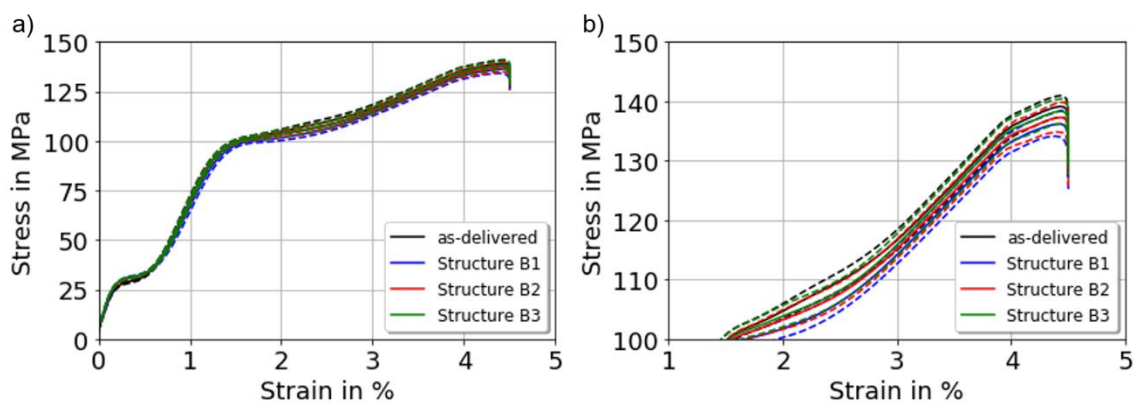 a)
Stress in MPa
150
125
100
75
50
25
0
as-delivered
Structure B1
Structure B2
Structure B3
0 1 2 3 4 5
Strain in %
b)
Stress in MPa
150
140
130
120
110
100
as-delivered
Structure B1
Structure B2
Structure B3
1 2 3 4 5
Strain in %